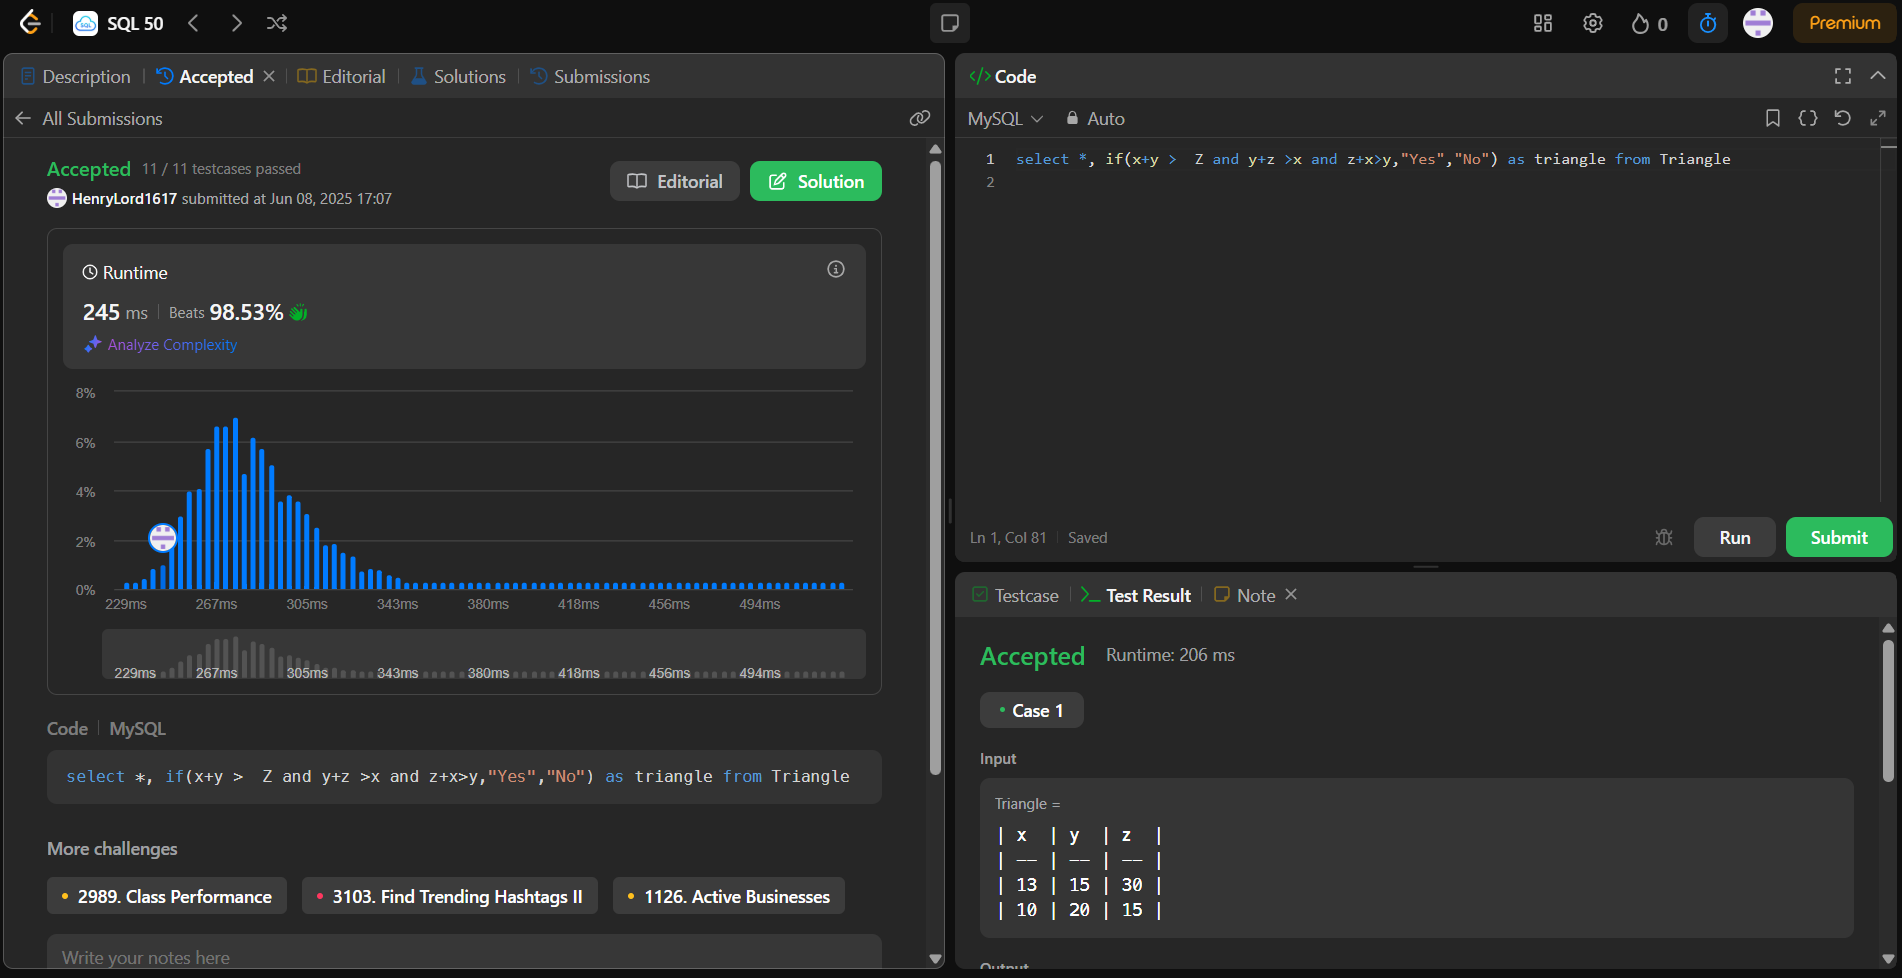 SQL 50
0
Premium
Description
Accepted
Editorial
Solutions
Submissions
All Submissions
Accepted 11 / 11 testcases passed
HenryLord1617 submitted at Jun 08, 2025 17:07
Editorial
Solution
Runtime
245 ms Beats 98.53%
Analyze Complexity
8%
6%
4%
2%
0%
229ms 267ms 305ms 343ms 380ms 418ms 456ms 494ms
229ms 267ms 305ms 343ms 380ms 418ms 456ms 494ms
Code MySQL
select *, if(x+y >  Z and y+z >x and z+x>y,"Yes","No") as triangle from Triangle
More challenges
2989. Class Performance
3103. Find Trending Hashtags II
1126. Active Businesses
Write your notes here
</> Code
MySQL Auto
1 select *, if(x+y >  Z and y+z >x and z+x>y,"Yes","No") as triangle from Triangle
2
Ln 1, Col 81 Saved
Run
Submit
Testcase
Test Result
Note
Accepted Runtime: 206 ms
Case 1
Input
Triangle =
| x | y | z |
| -- | -- | -- |
| 13 | 15 | 30 |
| 10 | 20 | 15 |
Output